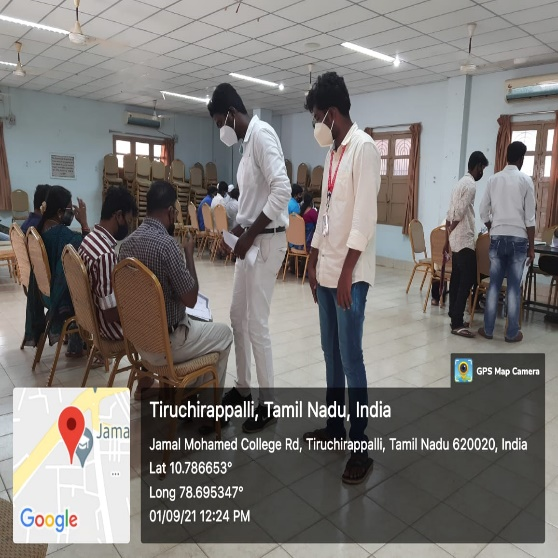 GPS Map Camera
Tiruchirappalli, Tamil Nadu, India
Jamal Mohamed College Rd, Tiruchirappalli, Tamil Nadu 620020, India
Lat 10.786653°
Long 78.695347°
01/09/21 12:24 PM
Jama
Google